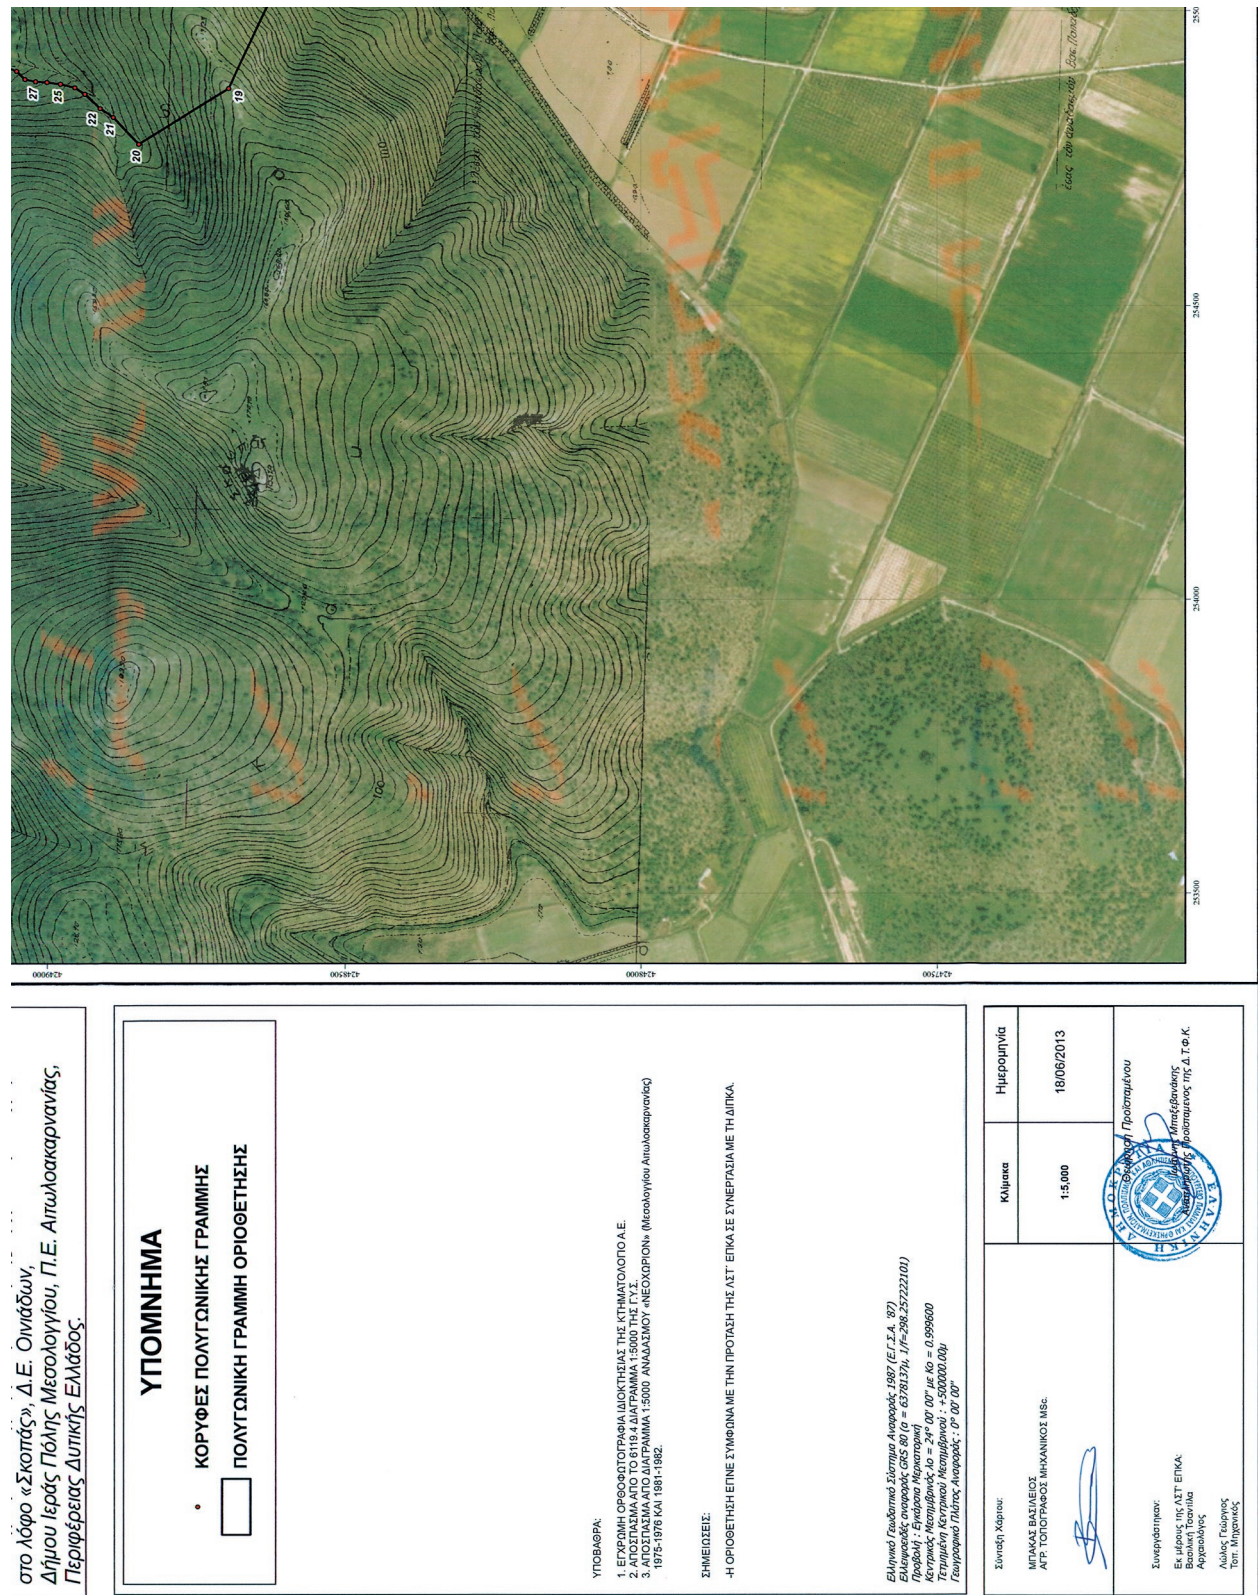 στο λόφο «Σκοπάς», Δ.Ε. Οινιάδων,
Δήμου Ιεράς Πόλης Μεσολογγίου, Π.Ε. Αιτωλοακαρνανίας,
Περιφέρειας Δυτικής Ελλάδος.
ΥΠΟΜΝΗΜΑ
ΚΟΡΥΦΕΣ ΠΟΛΥΓΩΝΙΚΗΣ ΓΡΑΜΜΗΣ
ΠΟΛΥΓΩΝΙΚΗ ΓΡΑΜΜΗ ΟΡΙΟΘΕΤΗΣΗΣ
ΥΠΟΒΑΘΡΑ:
1. ΕΓΧΡΩΜΗ ΟΡΘΟΦΩΤΟΓΡΑΦΙΑ ΙΔΙΟΚΤΗΣΙΑΣ ΤΗΣ ΚΤΗΜΑΤΟΛΟΓΙΟ Α.Ε.
2. ΑΠΟΣΠΑΣΜΑ ΑΠΟ ΤΟ 6119.4 ΔΙΑΓΡΑΜΜΑ 1:5000 ΤΗΣ Γ.Υ.Σ.
3. ΑΠΟΣΠΑΣΜΑ ΑΠΟ ΔΙΑΓΡΑΜΜΑ 1:5000 ΑΝΑΔΑΣΜΟΥ «ΝΕΟΧΩΡΙΟΝ» (Μεσολογγίου Αιτωλοακαρνανίας)
1975-1976 ΚΑΙ 1981-1982.
ΣΗΜΕΙΩΣΕΙΣ:
-Η ΟΡΙΟΘΕΤΗΣΗ ΕΓΙΝΕ ΣΥΜΦΩΝΑ ΜΕ ΤΗΝ ΠΡΟΤΑΣΗ ΤΗΣ ΛΣΤ΄ ΕΠΚΑ ΣΕ ΣΥΝΕΡΓΑΣΙΑ ΜΕ ΤΗ ΔΙΠΚΑ.
Ελληνικό Γεωδαιτικό Σύστημα Αναφοράς 1987 (Ε.Γ.Σ.Α. '87)
Ελλειψοειδές αναφοράς GRS 80 (α = 6378137μ, 1/f=298.257222101)
Προβολή : Εγκάρσια Μερκατορική
Κεντρικός Μεσημβρινός λο = 24° 00' 00'' με Κο = 0.999600
Τετμημένη Κεντρικού Μεσημβρινού : +500000.00μ
Γεωγραφικό Πλάτος Αναφοράς : 0° 00' 00''
Σύνταξη Χάρτου:
ΜΠΑΚΑΣ ΒΑΣΙΛΕΙΟΣ
ΑΓΡ. ΤΟΠΟΓΡΑΦΟΣ ΜΗΧΑΝΙΚΟΣ MSc.
Κλίμακα
Ημερομηνία
1:5,000
18/06/2013
Συνεργάστηκαν:
Εκ μέρους της ΛΣΤ΄ ΕΠΚΑ:
Βασιλική Τσαντίλα
Αρχαιολόγος
Λώλος Γεώργιος
Τοπ. Μηχανικός
Θεώρηση Προϊσταμένου
Ιωάννης Μπαξεβανάκης
Αναπληρωτής Προϊστάμενος της Δ.Τ.Φ.Κ.
ΕΛΛΗΝΙΚΗ ΔΗΜΟΚΡΑΤΙΑ
19
20
21
22
25
27
100
4249000
4248500
4248000
4247500
253500
254000
254500
2550